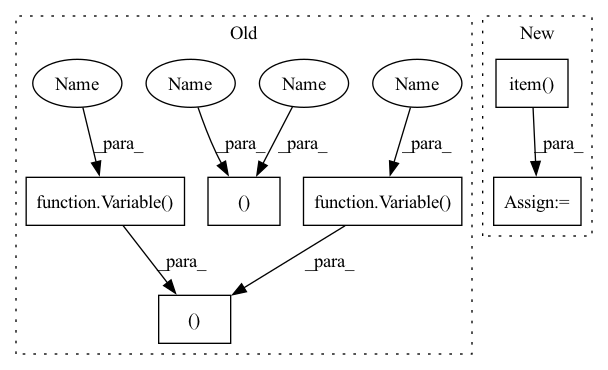 Old
New
Name
Name
Name
Name
item()
_para_
_para_
_para_
_para_
_para_
function.Variable()
()
function.Variable()
Assign:=
_para_
_para_
()